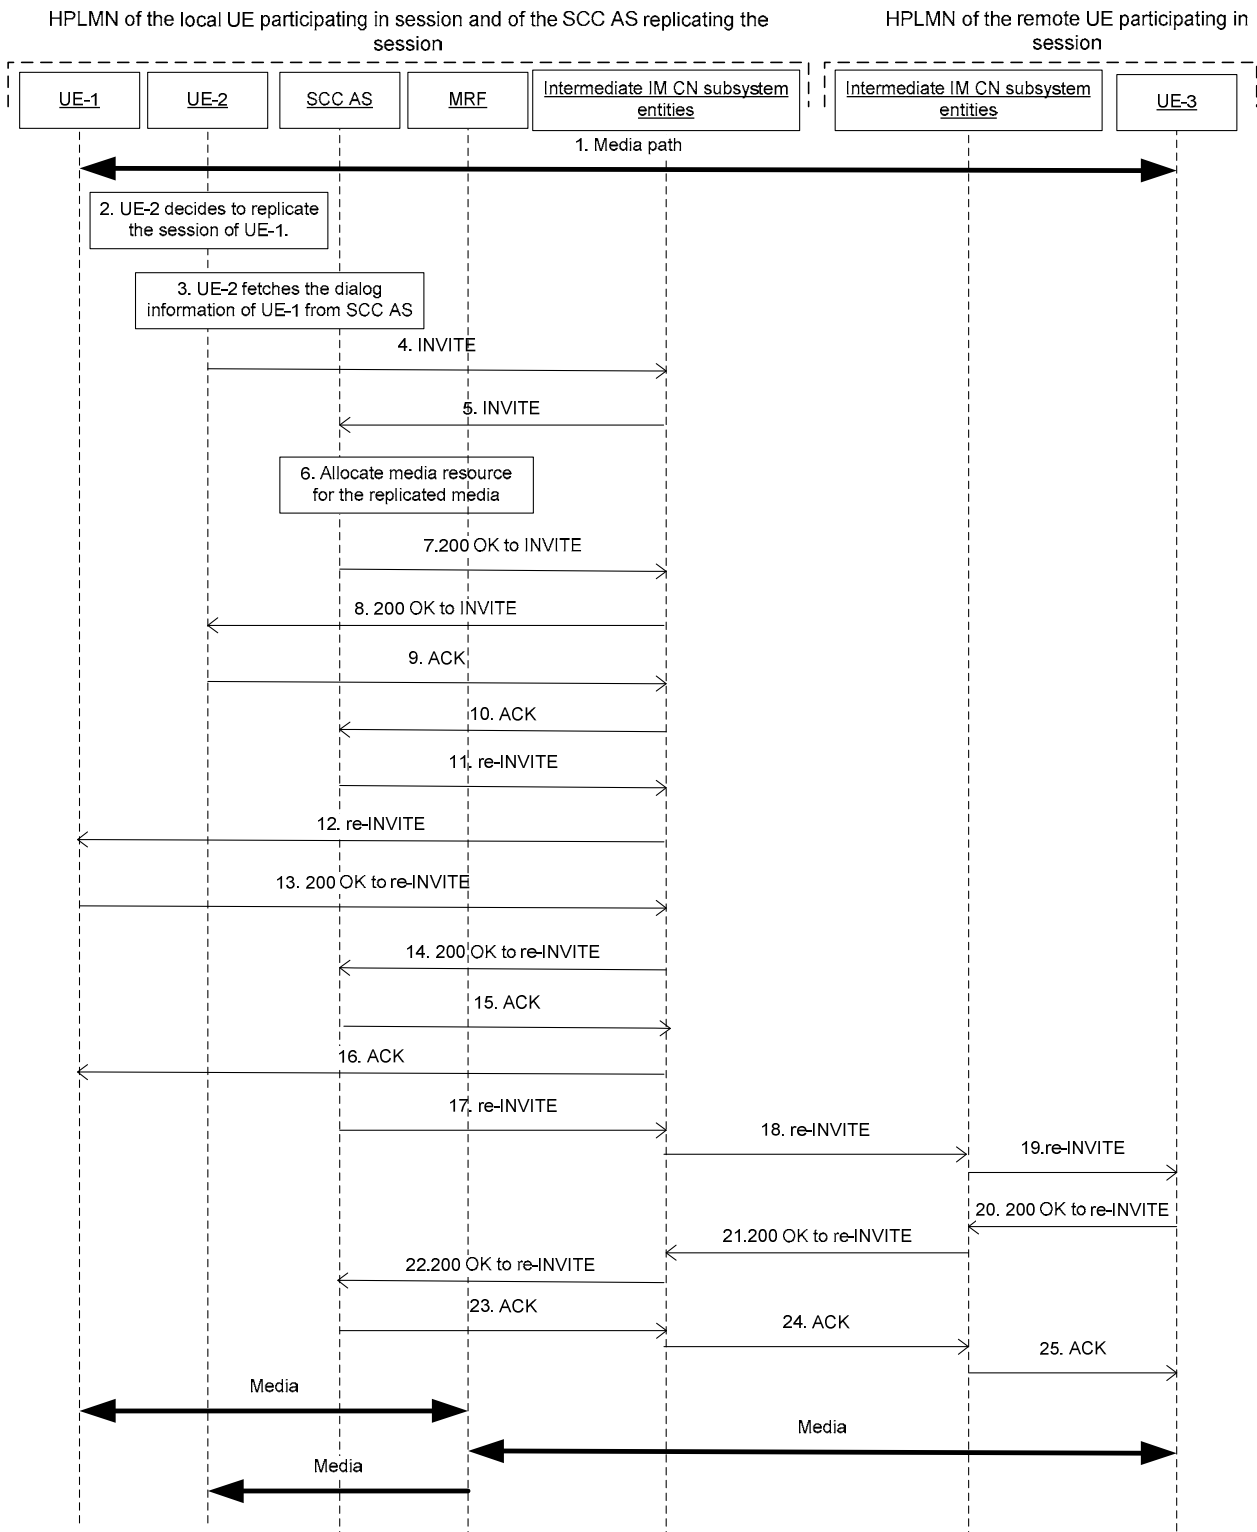 HPLMN of the local UE participating in session and of the SCC AS replicating the
session
HPLMN of the remote UE participating in
session
UE-1
UE-2
SCC AS
MRF
Intermediate IM CN subsystem
entities
Intermediate IM CN subsystem
entities
UE-3
1. Media path
2. UE-2 decides to replicate
the session of UE-1.
3. UE-2 fetches the dialog
information of UE-1 from SCC AS
4. INVITE
5. INVITE
6. Allocate media resource
for the replicated media
7.200 OK to INVITE
8. 200 OK to INVITE
9. ACK
10. ACK
11. re-INVITE
12. re-INVITE
13. 200 OK to re-INVITE
14. 200 OK to re-INVITE
15. ACK
16. ACK
17. re-INVITE
18. re-INVITE
19.re-INVITE
20. 200 OK to re-INVITE
21.200 OK to re-INVITE
22.200 OK to re-INVITE
23. ACK
24. ACK
25. ACK
Media
Media
Media